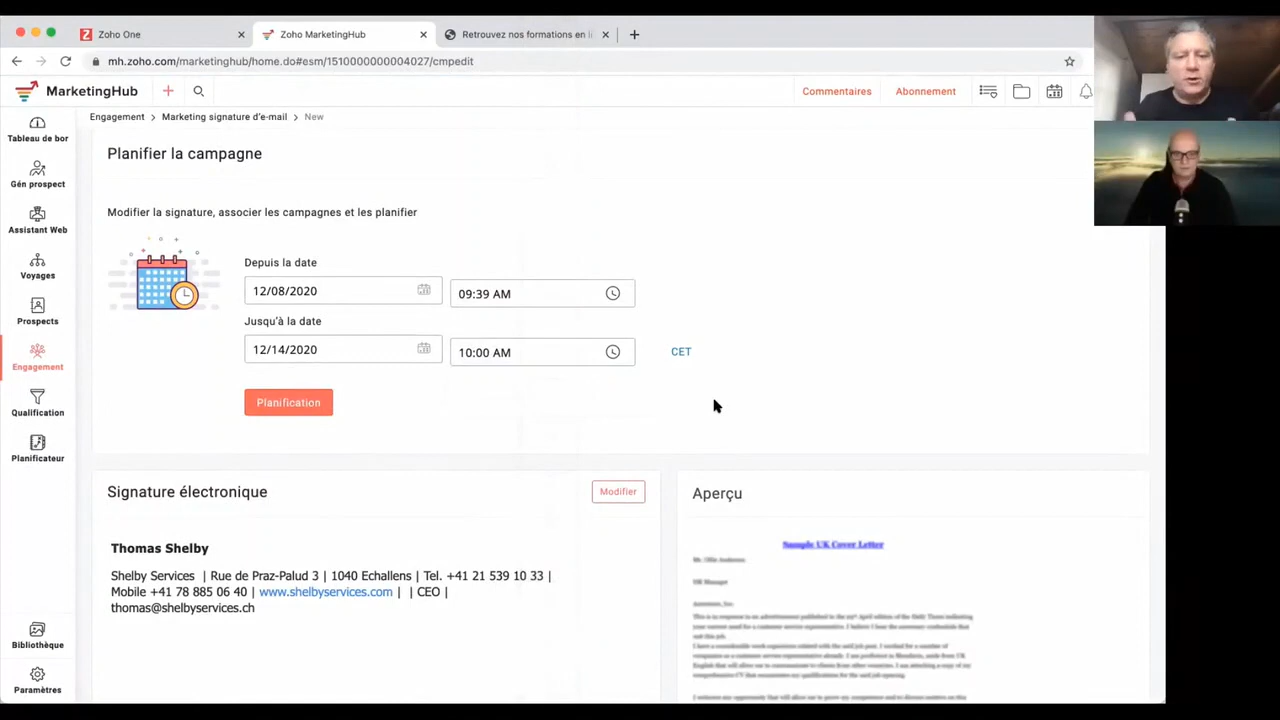 Zoho One
Zoho MarketingHub
Retrouvez nos formations en li
mh.zoho.com/marketinghub/home.do#esm/1510000000004027/cmpedit
MarketingHub
Commentaires
Abonnement
Engagement > Marketing signature d'e-mail > New
Tableau de bor
Gén prospect
Assistant Web
Voyages
Prospects
Engagement
Qualification
Planificateur
Bibliothèque
Paramètres
Planifier la campagne
Modifier la signature, associer les campagnes et les planifier
Depuis la date
12/08/2020 09:39 AM
Jusqu'à la date
12/14/2020 10:00 AM CET
Planification
Signature électronique
Modifier
Thomas Shelby
Shelby Services | Rue de Praz-Palud 3 | 1040 Echallens | Tel. +41 21 539 10 33 |
Mobile +41 78 885 06 40 | www.shelbyservices.com | | CEO |
thomas@shelbyservices.ch
Aperçu
Sample UK Cover Letter
HR Manager